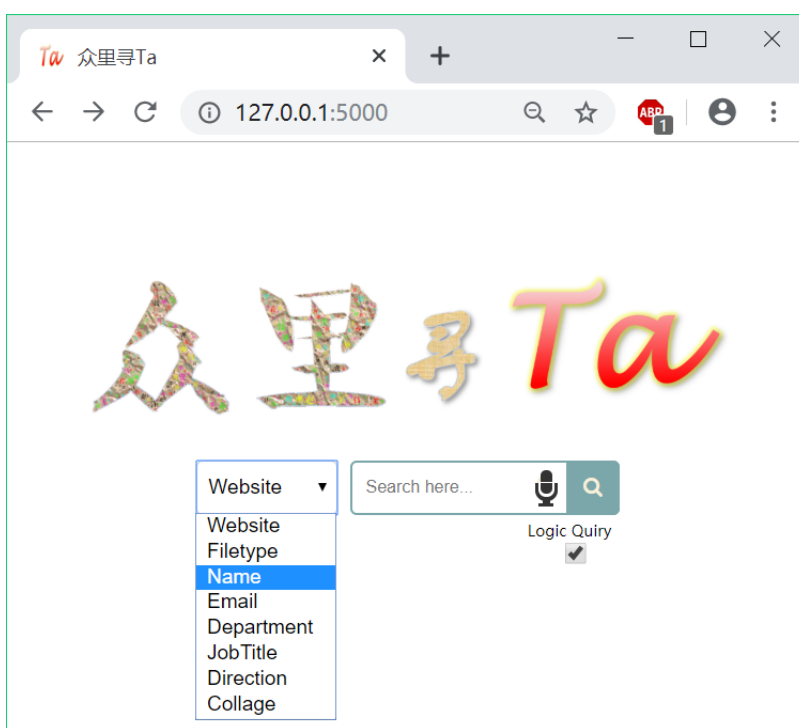 Ta 众里寻Ta
127.0.0.1:5000
ABP
1
众里寻Ta
Website
Search here...
Logic Quiry
Website
Filetype
Name
Email
Department
JobTitle
Direction
Collage